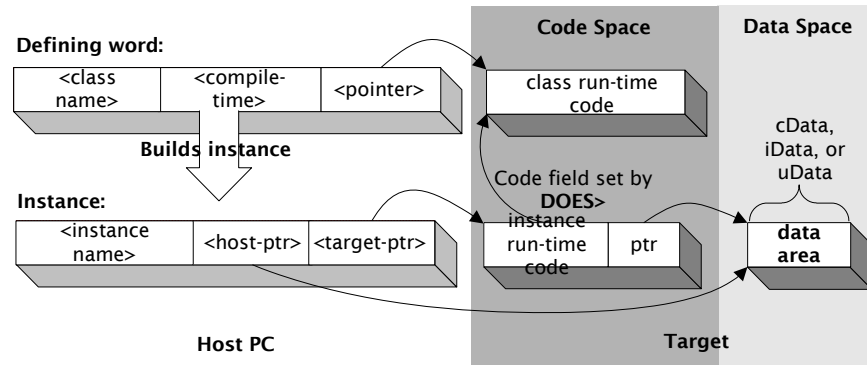 Code Space
Data Space
Defining word:
<class
name>
<compile-
time>
<pointer>
class run-time
code
cData,
iData, or
uData
Builds instance
Code field set by
DOES>
Instance:
<instance
name>
<host-ptr>
<target-ptr>
instance
run-time
code
ptr
data
area
Host PC
Target